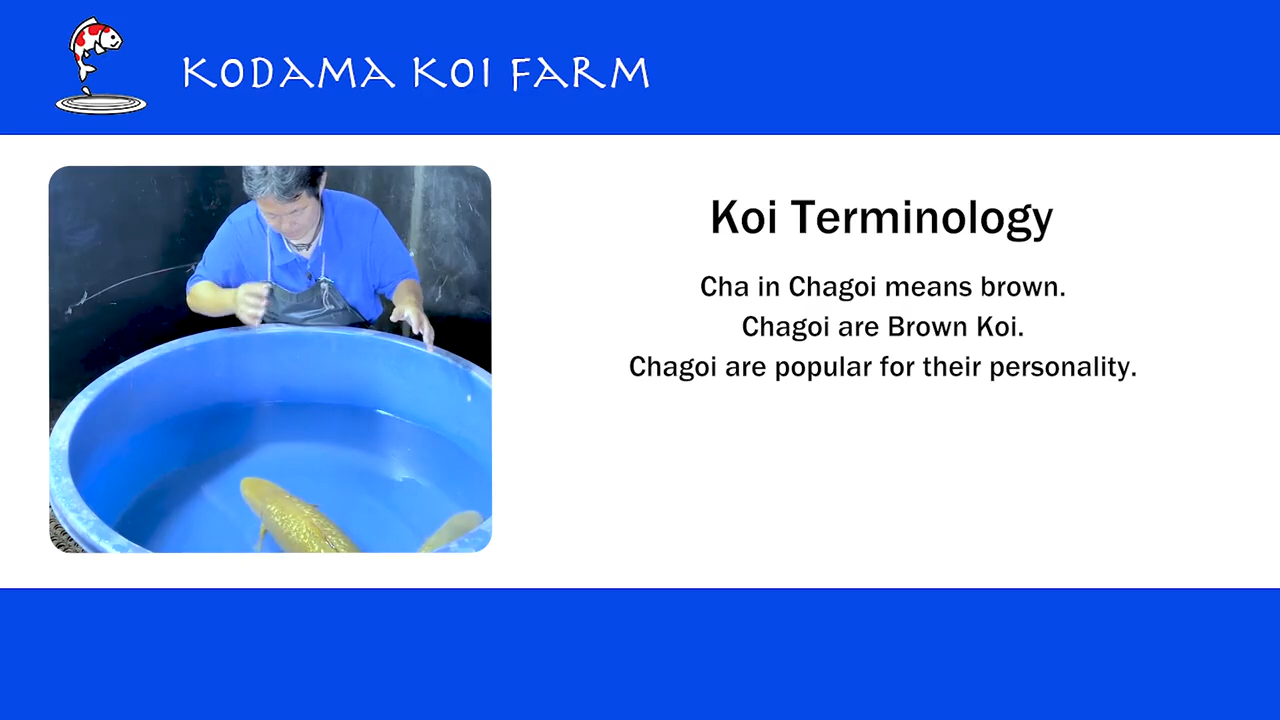 KODAMA KOI FARM
Koi Terminology
Cha in Chagoi means brown.
Chagoi are Brown Koi.
Chagoi are popular for their personality.